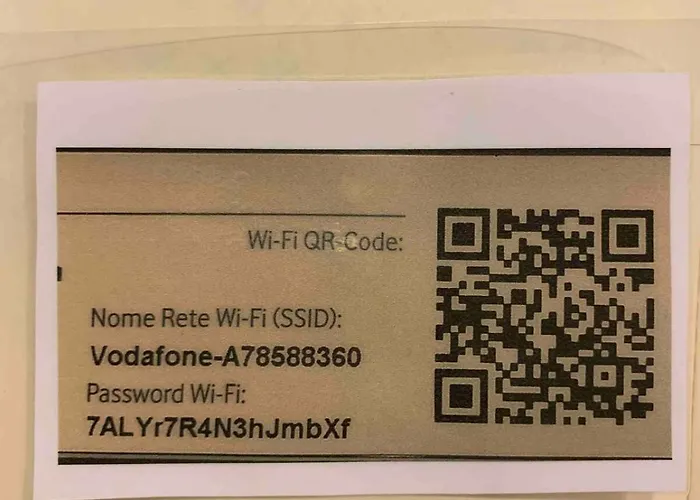 Wi-Fi QR-Code:
Nome Rete Wi-Fi (SSID):
Vodafone-A78588360
Password Wi-Fi:
7ALYr7R4N3hJmbXf